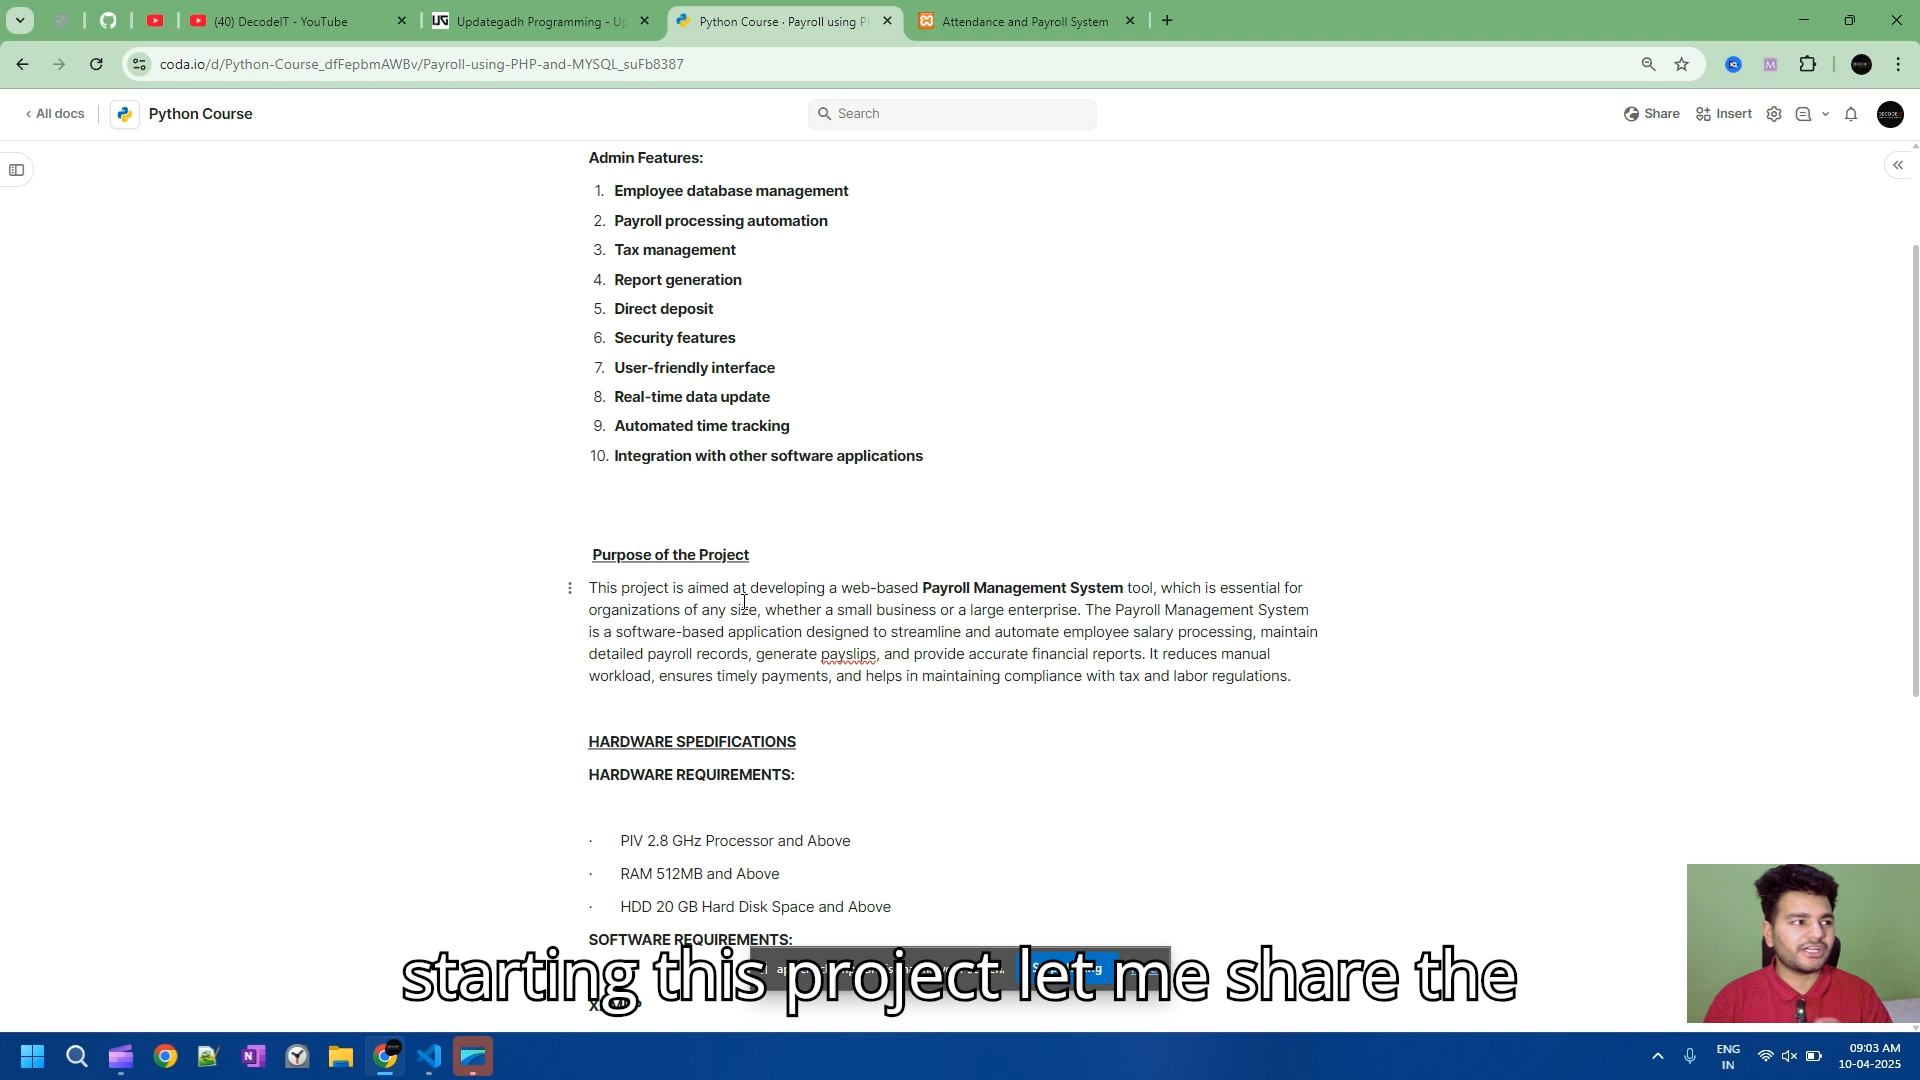 (40) DecodeIT - YouTube
Updategadh Programming - Up
Python Course · Payroll using P
Attendance and Payroll System
coda.io/d/Python-Course_dfFepbmAWBv/Payroll-using-PHP-and-MYSQL_suFb8387
All docs
Python Course
Search
Share
Insert
Admin Features:
1. Employee database management
2. Payroll processing automation
3. Tax management
4. Report generation
5. Direct deposit
6. Security features
7. User-friendly interface
8. Real-time data update
9. Automated time tracking
10. Integration with other software applications
Purpose of the Project
This project is aimed at developing a web-based Payroll Management System tool, which is essential for
organizations of any size, whether a small business or a large enterprise. The Payroll Management System
is a software-based application designed to streamline and automate employee salary processing, maintain
detailed payroll records, generate payslips, and provide accurate financial reports. It reduces manual
workload, ensures timely payments, and helps in maintaining compliance with tax and labor regulations.
HARDWARE SPEDIFICATIONS
HARDWARE REQUIREMENTS:
· PIV 2.8 GHz Processor and Above
· RAM 512MB and Above
· HDD 20 GB Hard Disk Space and Above
SOFTWARE REQUIREMENTS:
starting this project let me share the
ENG
IN
09:03 AM
10-04-2025